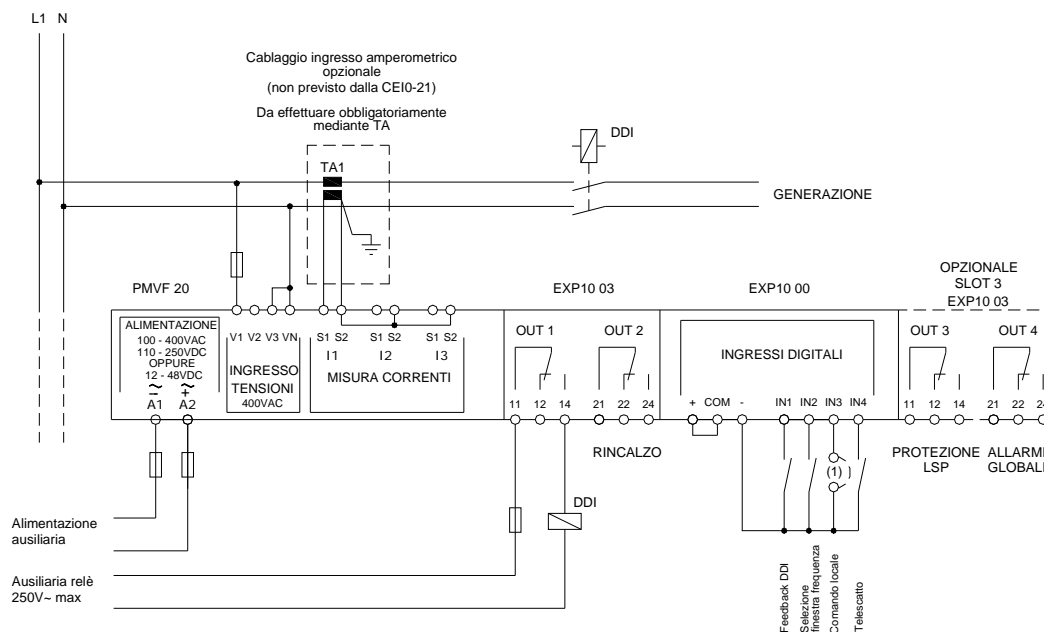 L1 N
Cablaggio ingresso amperometrico
opzionale
(non previsto dalla CEI0-21)
Da effettuare obbligatoriamente
mediante TA
DDI
TA1
GENERAZIONE
PMVF 20
EXP10 03
EXP10 00
OPZIONALE
SLOT 3
EXP10 03
ALIMENTAZIONE
100 - 400VAC
110 - 250VDC
OPPURE
12 - 48VDC
~ ~
- +
A1 A2
V1 V2 V3 VN
INGRESSO
TENSIONI
400VAC
S1 S2 S1 S2 S1 S2
I1 I2 I3
MISURA CORRENTI
OUT 1 OUT 2
11 12 14 21 22 24
RINCALZO
INGRESSI DIGITALI
+ COM - IN1 IN2 IN3 IN4
(1)
OUT 3 OUT 4
11 12 14 21 22 24
PROTEZIONE
LSP
ALLARME
GLOBALE
DDI
Alimentazione
ausiliaria
Ausiliaria relè
250V~ max
Feedback DDI
Selezione
finestra frequenza
Comando locale
Telescatto